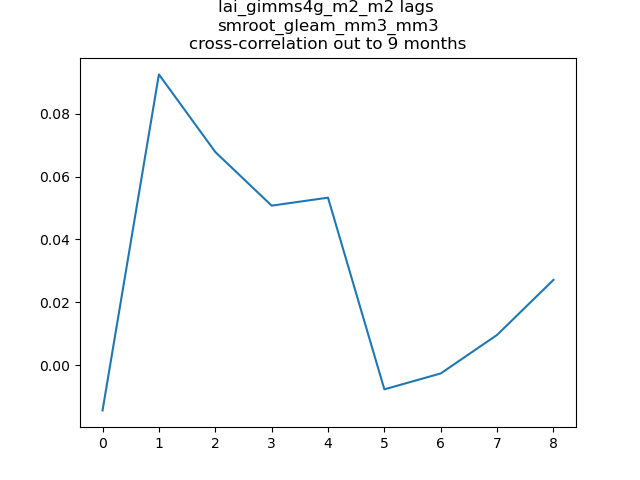 lai_gimms4g_m2_m2 lags
smroot_gleam_mm3_mm3
cross-correlation out to 9 months
0.08
0.06
0.04
0.02
0.00
0 1 2 3 4 5 6 7 8